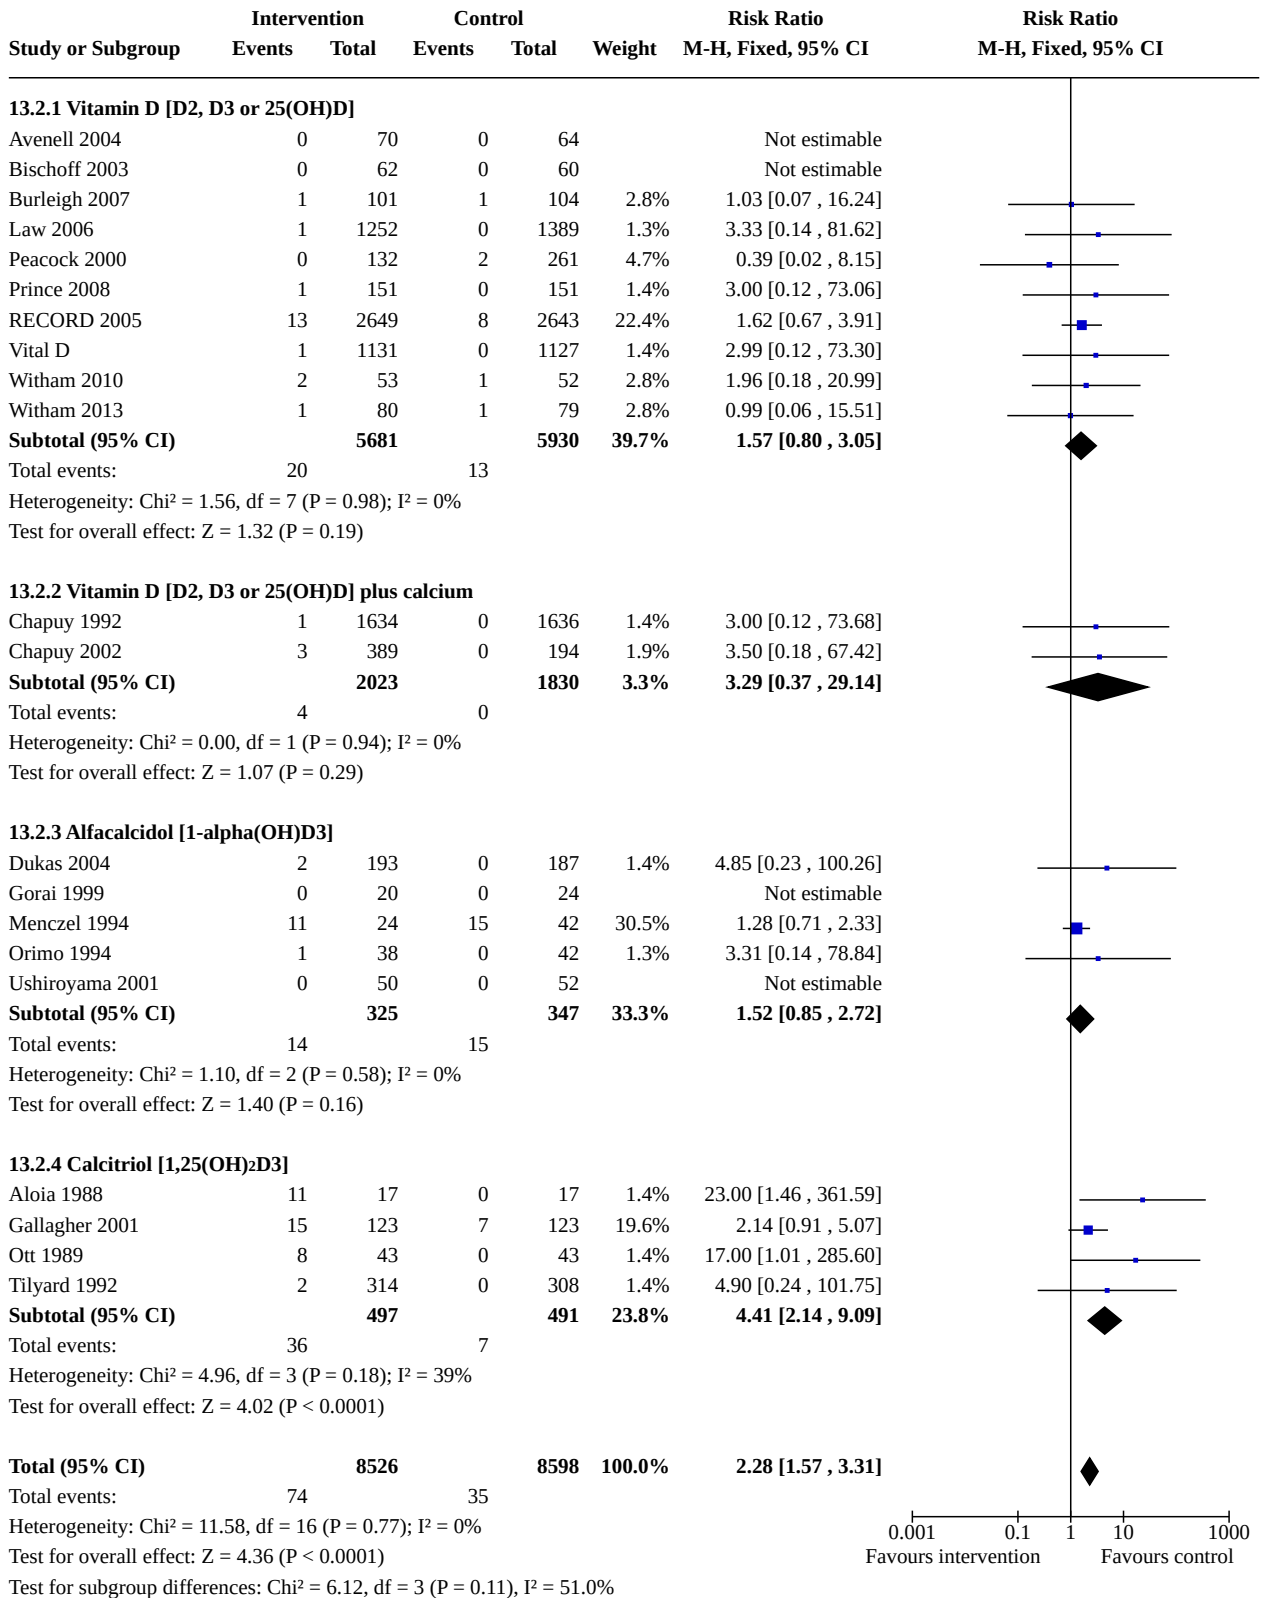 Intervention Control Risk Ratio Risk Ratio
Study or Subgroup Events Total Events Total Weight M-H, Fixed, 95% CI M-H, Fixed, 95% CI
13.2.1 Vitamin D [D2, D3 or 25(OH)D]
Avenell 2004 0 70 0 64 Not estimable
Bischoff 2003 0 62 0 60 Not estimable
Burleigh 2007 1 101 1 104 2.8% 1.03 [0.07 , 16.24]
Law 2006 1 1252 0 1389 1.3% 3.33 [0.14 , 81.62]
Peacock 2000 0 132 2 261 4.7% 0.39 [0.02 , 8.15]
Prince 2008 1 151 0 151 1.4% 3.00 [0.12 , 73.06]
RECORD 2005 13 2649 8 2643 22.4% 1.62 [0.67 , 3.91]
Vital D 1 1131 0 1127 1.4% 2.99 [0.12 , 73.30]
Witham 2010 2 53 1 52 2.8% 1.96 [0.18 , 20.99]
Witham 2013 1 80 1 79 2.8% 0.99 [0.06 , 15.51]
Subtotal (95% CI) 5681 5930 39.7% 1.57 [0.80 , 3.05]
Total events: 20 13
Heterogeneity: Chi² = 1.56, df = 7 (P = 0.98); I² = 0%
Test for overall effect: Z = 1.32 (P = 0.19)
13.2.2 Vitamin D [D2, D3 or 25(OH)D] plus calcium
Chapuy 1992 1 1634 0 1636 1.4% 3.00 [0.12 , 73.68]
Chapuy 2002 3 389 0 194 1.9% 3.50 [0.18 , 67.42]
Subtotal (95% CI) 2023 1830 3.3% 3.29 [0.37 , 29.14]
Total events: 4 0
Heterogeneity: Chi² = 0.00, df = 1 (P = 0.94); I² = 0%
Test for overall effect: Z = 1.07 (P = 0.29)
13.2.3 Alfacalcidol [1-alpha(OH)D3]
Dukas 2004 2 193 0 187 1.4% 4.85 [0.23 , 100.26]
Gorai 1999 0 20 0 24 Not estimable
Menczel 1994 11 24 15 42 30.5% 1.28 [0.71 , 2.33]
Orimo 1994 1 38 0 42 1.3% 3.31 [0.14 , 78.84]
Ushiroyama 2001 0 50 0 52 Not estimable
Subtotal (95% CI) 325 347 33.3% 1.52 [0.85 , 2.72]
Total events: 14 15
Heterogeneity: Chi² = 1.10, df = 2 (P = 0.58); I² = 0%
Test for overall effect: Z = 1.40 (P = 0.16)
13.2.4 Calcitriol [1,25(OH)₂D3]
Aloia 1988 11 17 0 17 1.4% 23.00 [1.46 , 361.59]
Gallagher 2001 15 123 7 123 19.6% 2.14 [0.91 , 5.07]
Ott 1989 8 43 0 43 1.4% 17.00 [1.01 , 285.60]
Tilyard 1992 2 314 0 308 1.4% 4.90 [0.24 , 101.75]
Subtotal (95% CI) 497 491 23.8% 4.41 [2.14 , 9.09]
Total events: 36 7
Heterogeneity: Chi² = 4.96, df = 3 (P = 0.18); I² = 39%
Test for overall effect: Z = 4.02 (P < 0.0001)
Total (95% CI) 8526 8598 100.0% 2.28 [1.57 , 3.31]
Total events: 74 35
Heterogeneity: Chi² = 11.58, df = 16 (P = 0.77); I² = 0% 0.001 0.1 1 10 1000
Test for overall effect: Z = 4.36 (P < 0.0001) Favours intervention Favours control
Test for subgroup differences: Chi² = 6.12, df = 3 (P = 0.11), I² = 51.0%